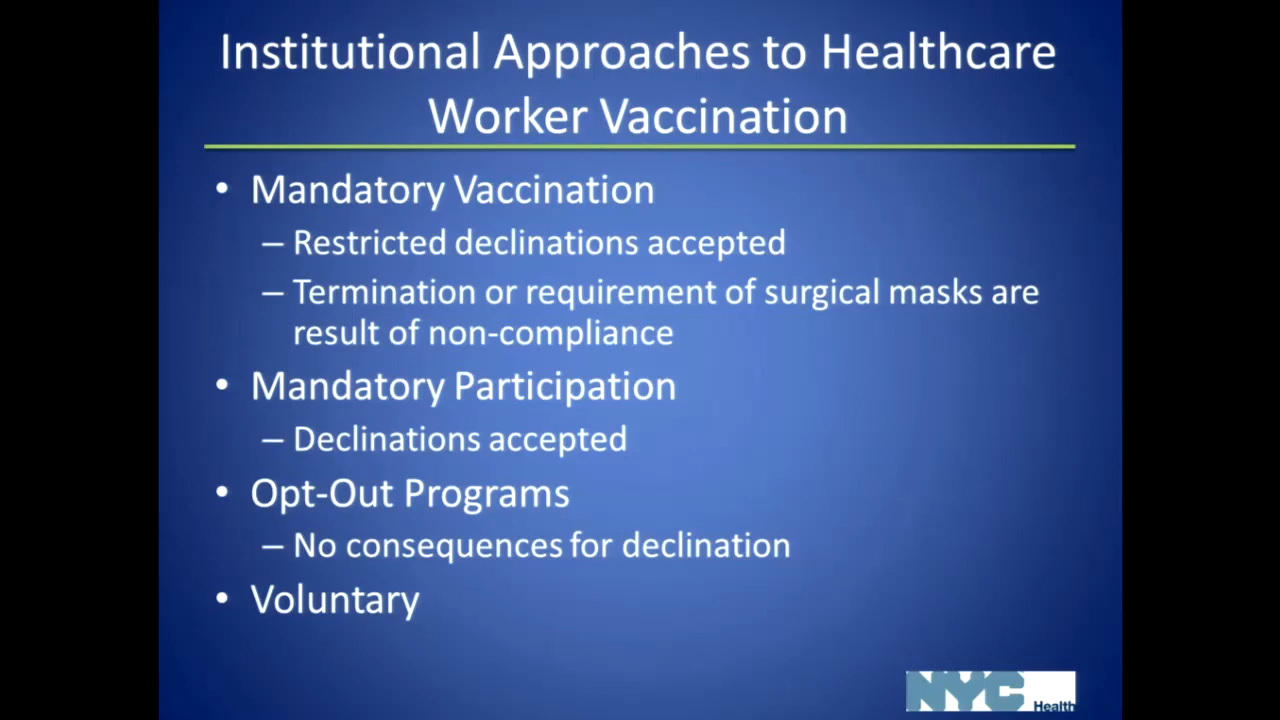 Institutional Approaches to Healthcare
Worker Vaccination
• Mandatory Vaccination
– Restricted declinations accepted
– Termination or requirement of surgical masks are
result of non-compliance
• Mandatory Participation
– Declinations accepted
• Opt-Out Programs
– No consequences for declination
• Voluntary
NYC
Health